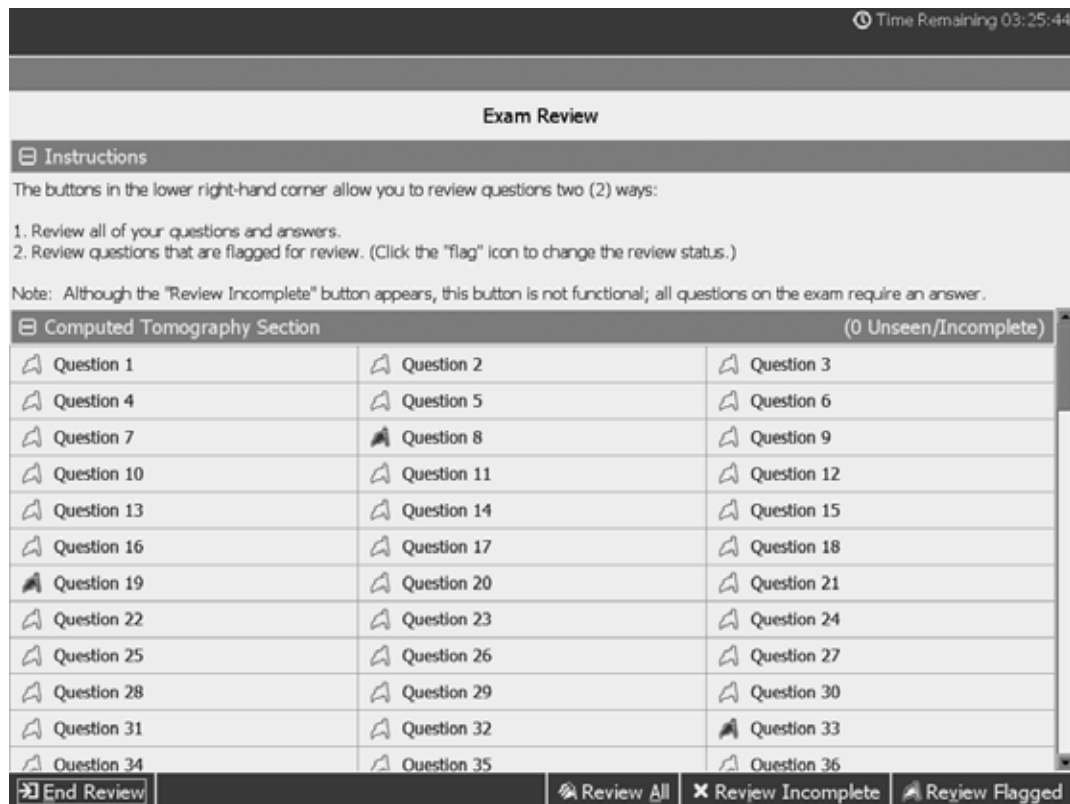 Time Remaining 03:25:44
Exam Review
Instructions
The buttons in the lower right-hand corner allow you to review questions two (2) ways:
1. Review all of your questions and answers.
2. Review questions that are flagged for review. (Click the "flag" icon to change the review status.)
Note: Although the "Review Incomplete" button appears, this button is not functional; all questions on the exam require an answer.
Computed Tomography Section (0 Unseen/Incomplete)
Question 1 Question 2 Question 3
Question 4 Question 5 Question 6
Question 7 Question 8 Question 9
Question 10 Question 11 Question 12
Question 13 Question 14 Question 15
Question 16 Question 17 Question 18
Question 19 Question 20 Question 21
Question 22 Question 23 Question 24
Question 25 Question 26 Question 27
Question 28 Question 29 Question 30
Question 31 Question 32 Question 33
Question 34 Question 35 Question 36
End Review Review All Review Incomplete Review Flagged